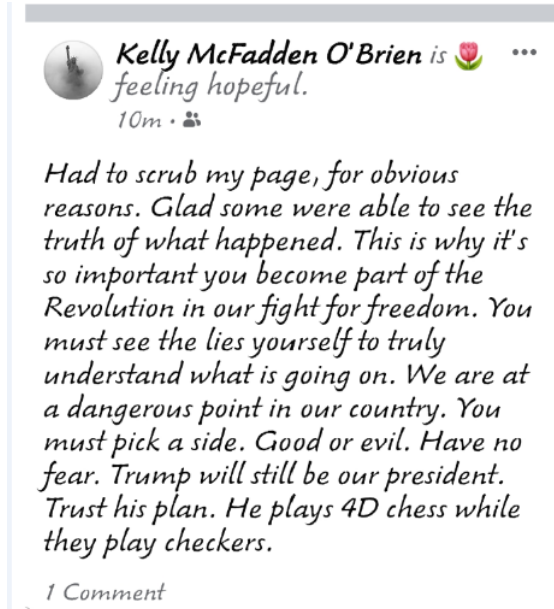 Kelly McFadden O'Brien is 🌷 •••
feeling hopeful.
10m •
Had to scrub my page, for obvious
reasons. Glad some were able to see the
truth of what happened. This is why it's
so important you become part of the
Revolution in our fight for freedom. You
must see the lies yourself to truly
understand what is going on. We are at
a dangerous point in our country. You
must pick a side. Good or evil. Have no
fear. Trump will still be our president.
Trust his plan. He plays 4D chess while
they play checkers.
1 Comment